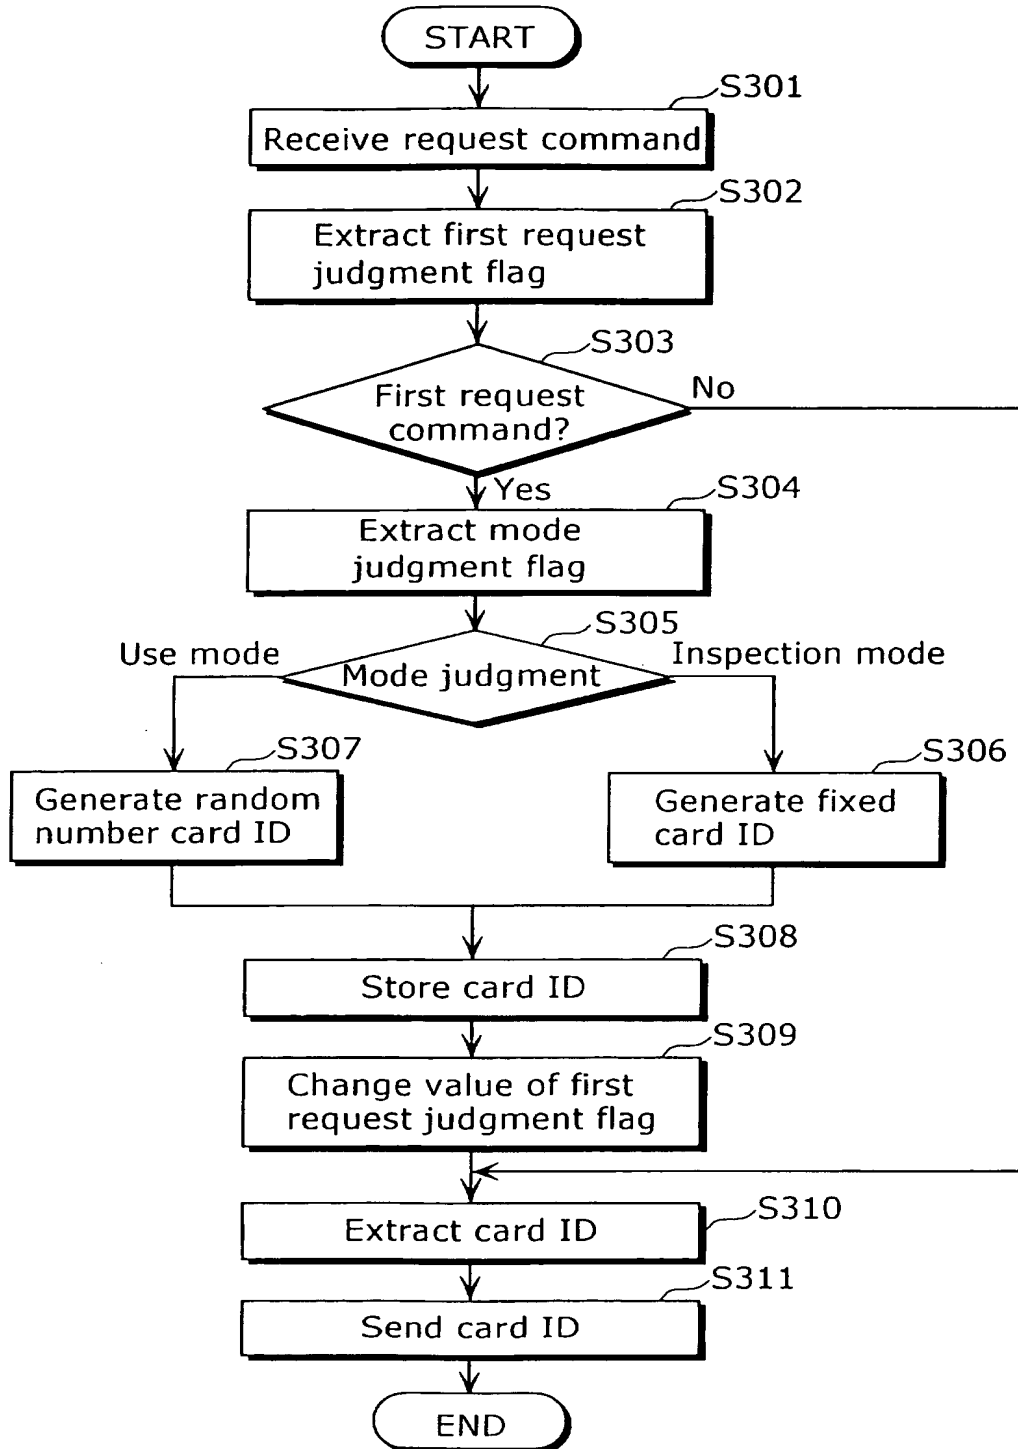 START
S301
Receive request command
S302
Extract first request
judgment flag
S303
First request
command?
No
Yes
S304
Extract mode
judgment flag
S305
Use mode
Mode judgment
Inspection mode
S307
Generate random
number card ID
S306
Generate fixed
card ID
S308
Store card ID
S309
Change value of first
request judgment flag
S310
Extract card ID
S311
Send card ID
END